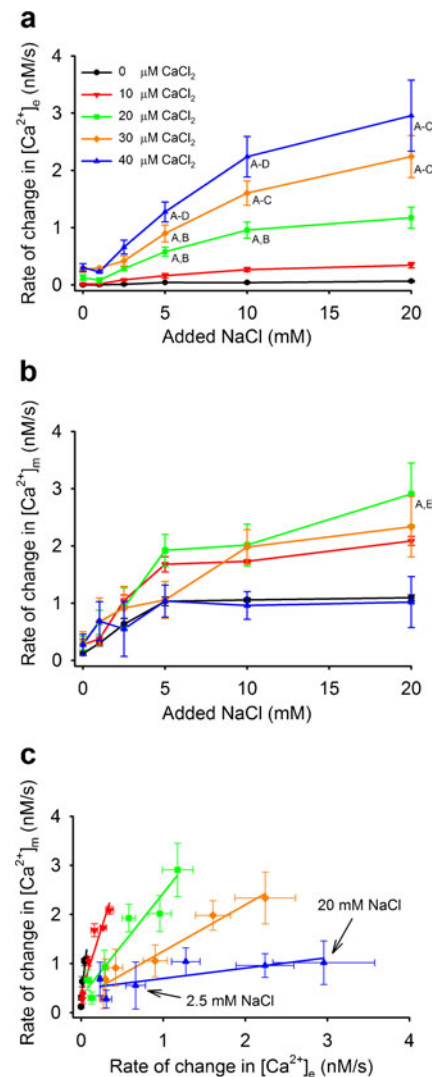 a
0 μM CaCl₂
10 μM CaCl₂
20 μM CaCl₂
30 μM CaCl₂
40 μM CaCl₂
Rate of change in [Ca²⁺]ₑ (nM/s)
4
3
2
1
0
A-D
A,B
A,B
A-D
A-C
A,B
A-C
A-C
0 5 10 15 20
Added NaCl (mM)
b
Rate of change in [Ca²⁺]ₘ (nM/s)
4
3
2
1
0
A,E
0 5 10 15 20
Added NaCl (mM)
c
Rate of change in [Ca²⁺]ₘ (nM/s)
4
3
2
1
0
20 mM NaCl
2.5 mM NaCl
0 1 2 3 4
Rate of change in [Ca²⁺]ₑ (nM/s)